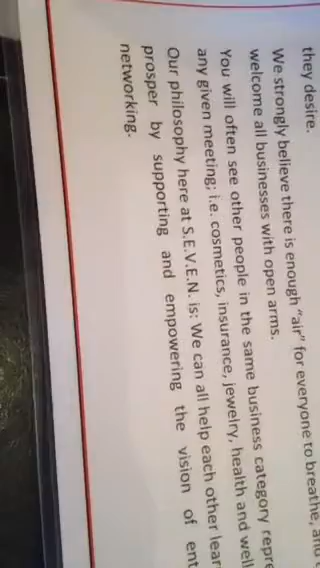 they desire.
We strongly believe there is enough "air" for everyone to breathe, and
welcome all businesses with open arms.
You will often see other people in the same business category
any given meeting; i.e. cosmetics, insurance, jewelry, health and
Our philosophy here at S.E.V.E.N. is: We can all help each other
prosper by supporting and empowering the vision of
networking.